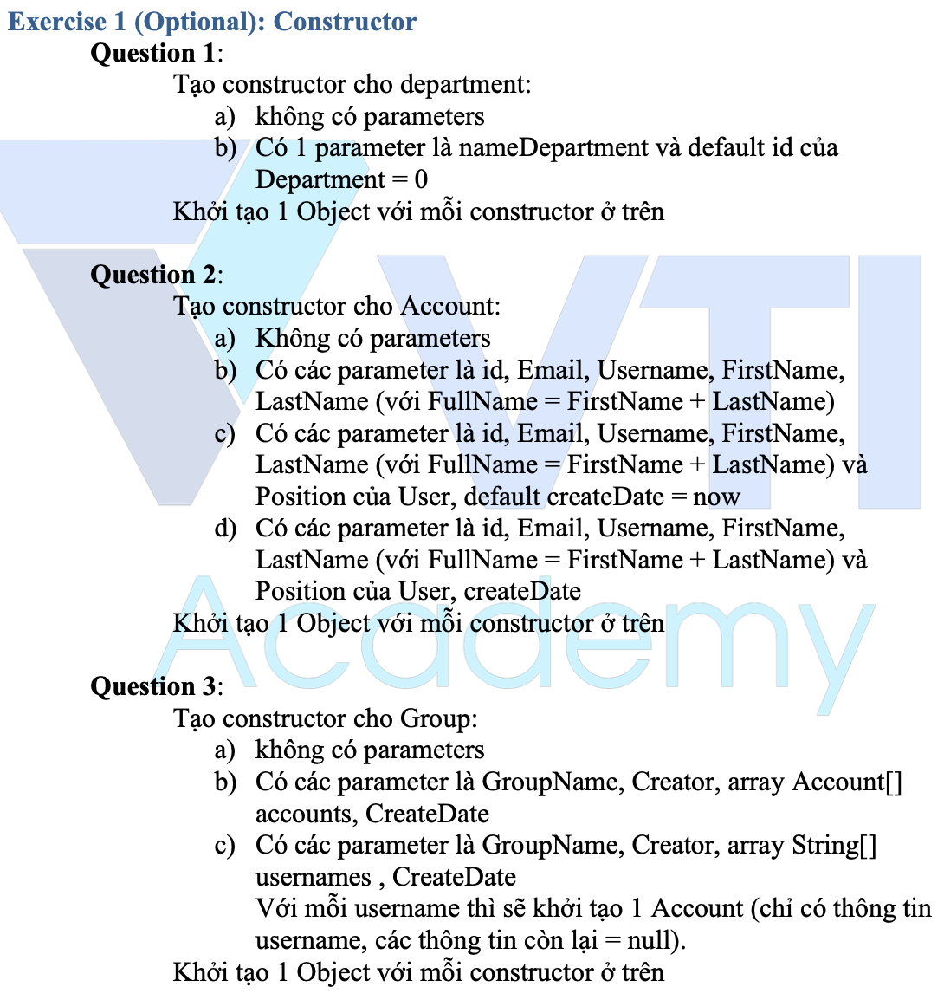 Exercise 1 (Optional): Constructor
Question 1:
Tạo constructor cho department:
a) không có parameters
b) Có 1 parameter là nameDepartment và default id của
Department = 0
Khởi tạo 1 Object với mỗi constructor ở trên
Question 2:
Tạo constructor cho Account:
a) Không có parameters
b) Có các parameter là id, Email, Username, FirstName,
LastName (với FullName = FirstName + LastName)
c) Có các parameter là id, Email, Username, FirstName,
LastName (với FullName = FirstName + LastName) và
Position của User, default createDate = now
d) Có các parameter là id, Email, Username, FirstName,
LastName (với FullName = FirstName + LastName) và
Position của User, createDate
Khởi tạo 1 Object với mỗi constructor ở trên
Question 3:
Tạo constructor cho Group:
a) không có parameters
b) Có các parameter là GroupName, Creator, array Account[]
accounts, CreateDate
c) Có các parameter là GroupName, Creator, array String[]
usernames , CreateDate
Với mỗi username thì sẽ khởi tạo 1 Account (chỉ có thông tin
username, các thông tin còn lại = null).
Khởi tạo 1 Object với mỗi constructor ở trên
VTI
Academy